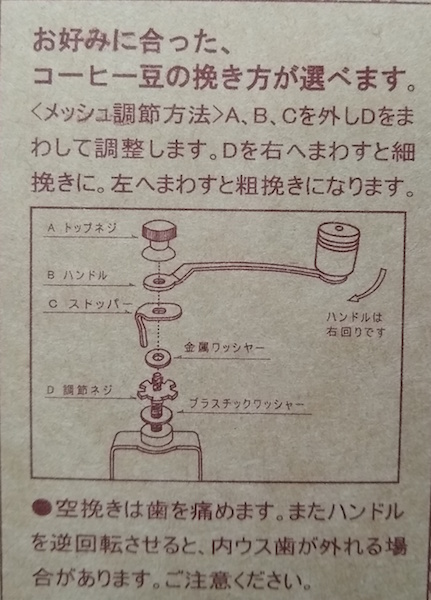 お好みに合った、
コーヒー豆の挽き方が選べます。
〈メッシュ調節方法〉A、B、Cを外しDをま
わして調整します。Dを右へまわすと細
挽きに。左へまわすと粗挽きになります。
A トップネジ
B ハンドル
C ストッパー
ハンドルは
右回りです
金属ワッシャー
D 調節ネジ
プラスチックワッシャー
●空挽きは歯を痛めます。またハンドル
を逆回転させると、内ウス歯が外れる場
合があります。ご注意ください。